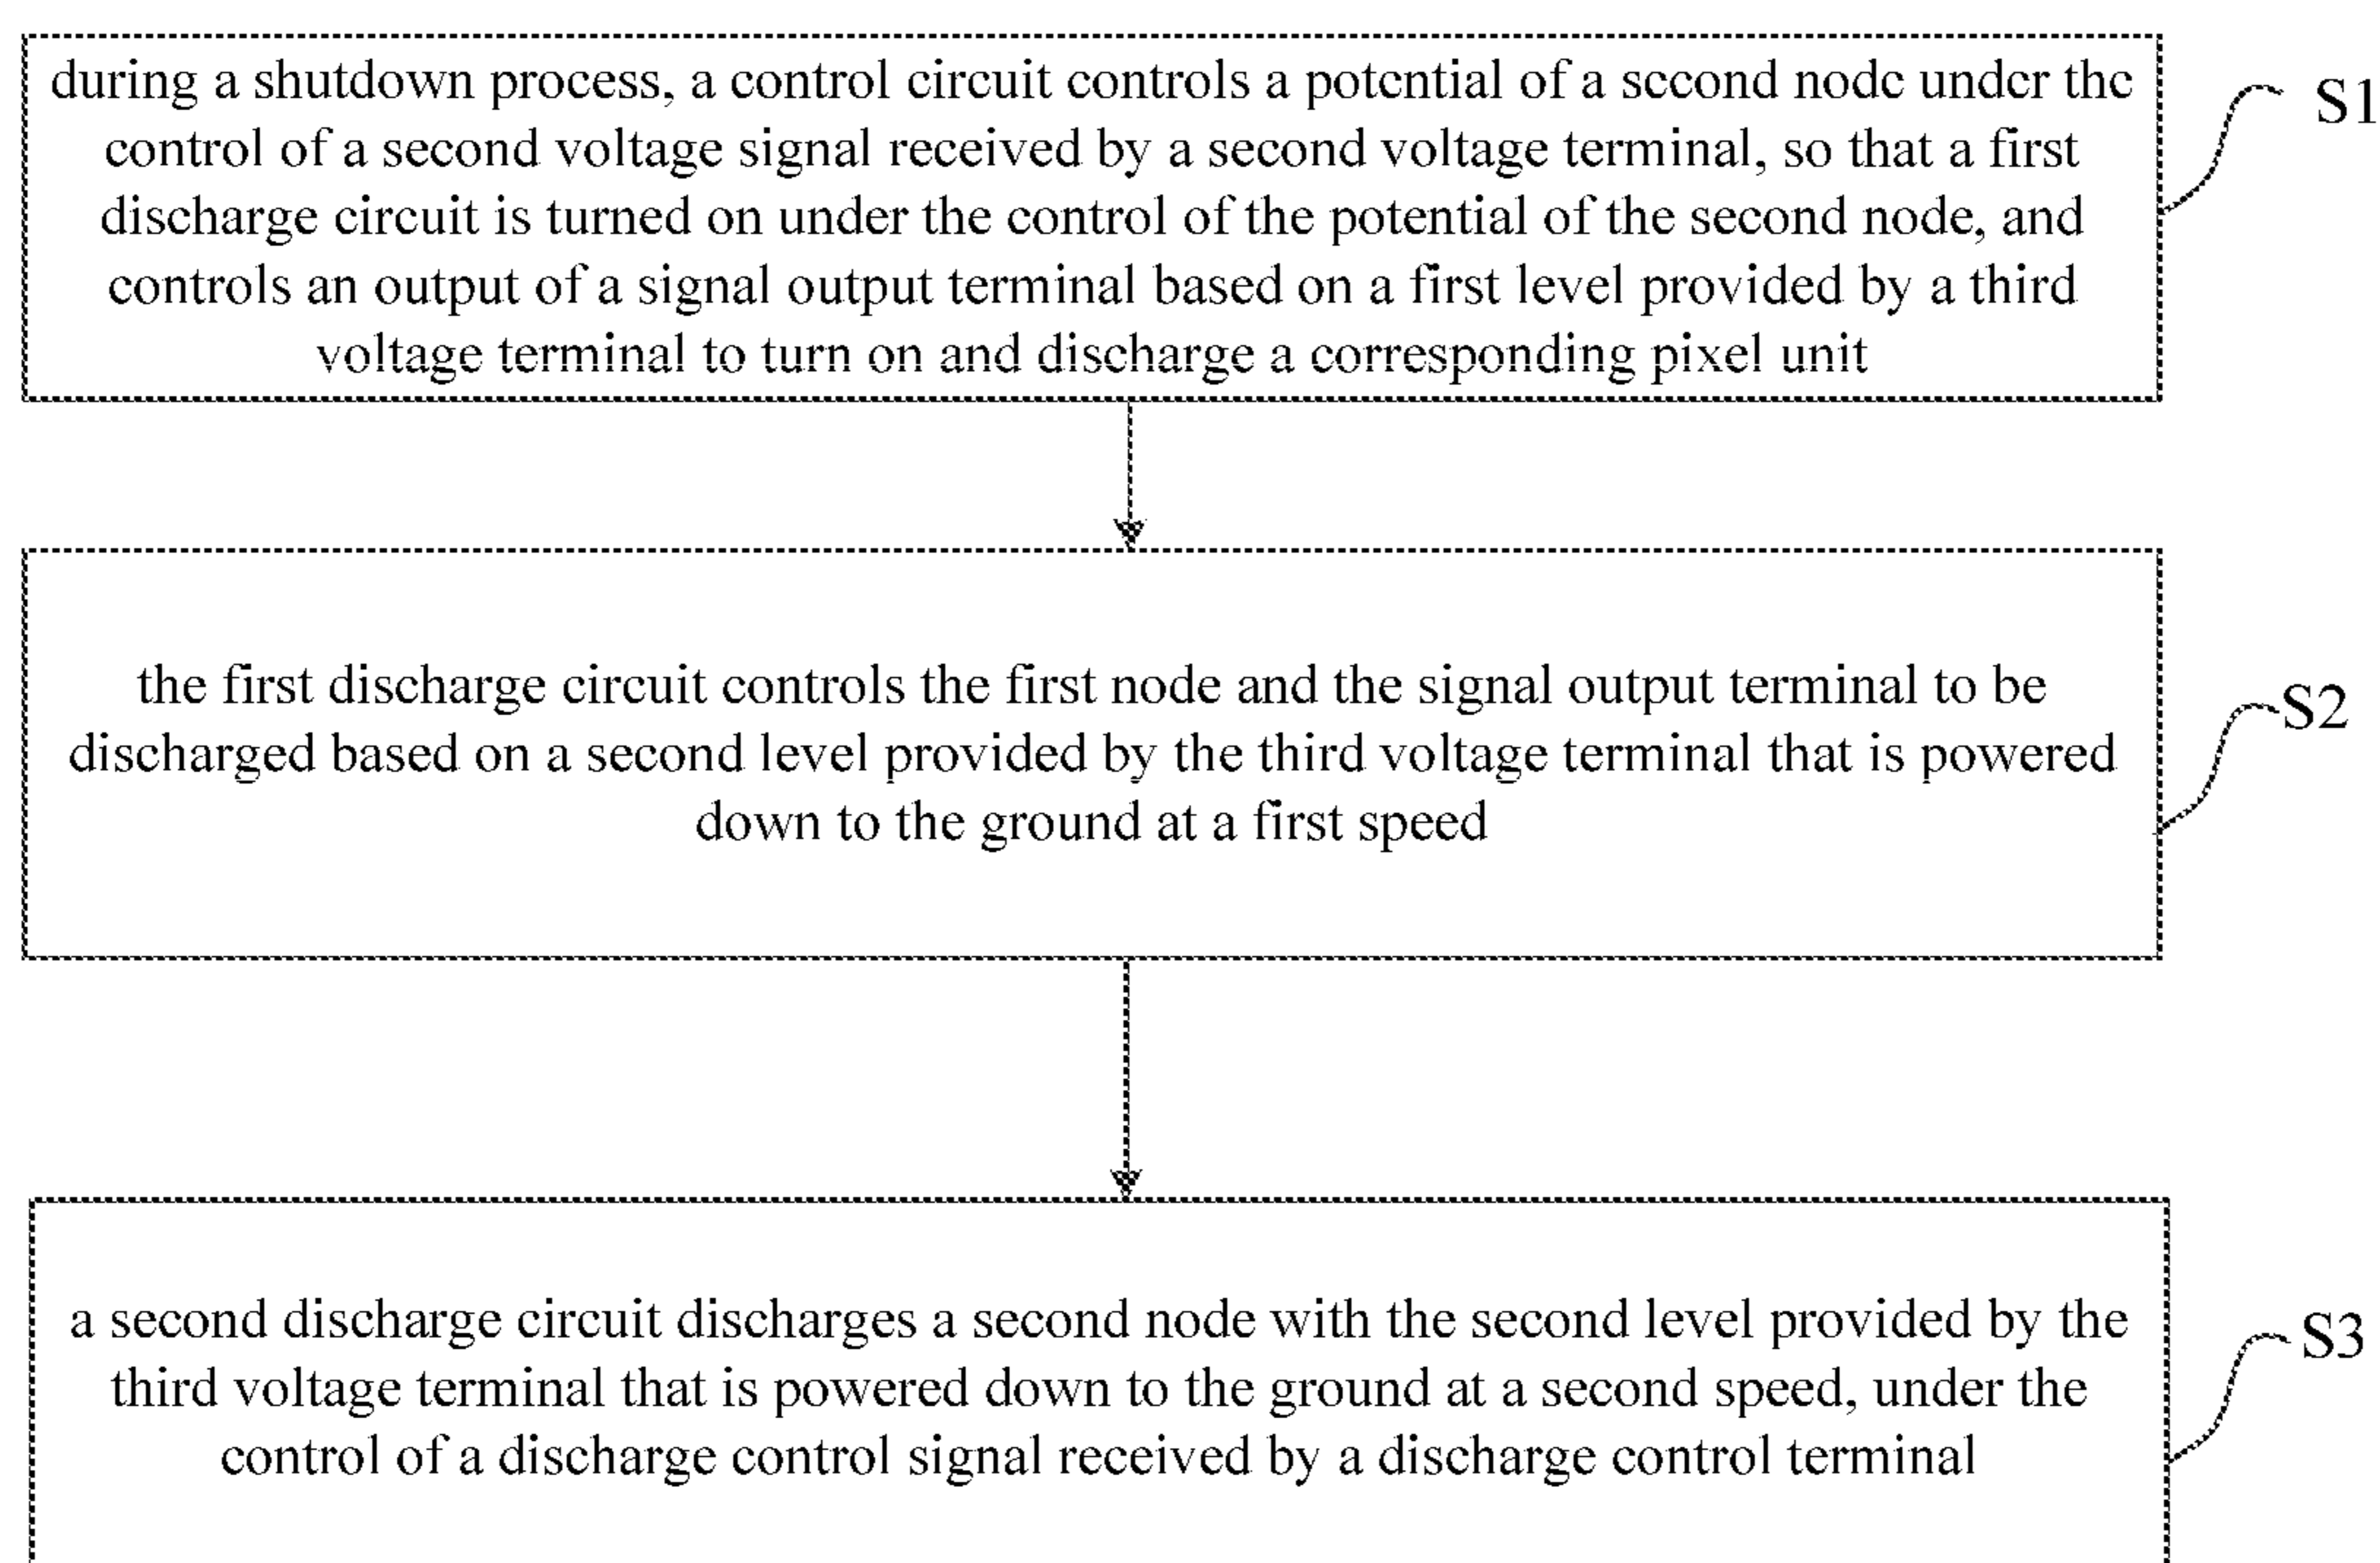 during a shutdown process, a control circuit controls a potential of a second node under the
control of a second voltage signal received by a second voltage terminal, so that a first
discharge circuit is turned on under the control of the potential of the second node, and
controls an output of a signal output terminal based on a first level provided by a third
voltage terminal to turn on and discharge a corresponding pixel unit
S1
the first discharge circuit controls the first node and the signal output terminal to be
discharged based on a second level provided by the third voltage terminal that is powered
down to the ground at a first speed
S2
a second discharge circuit discharges a second node with the second level provided by the
third voltage terminal that is powered down to the ground at a second speed, under the
control of a discharge control signal received by a discharge control terminal
S3